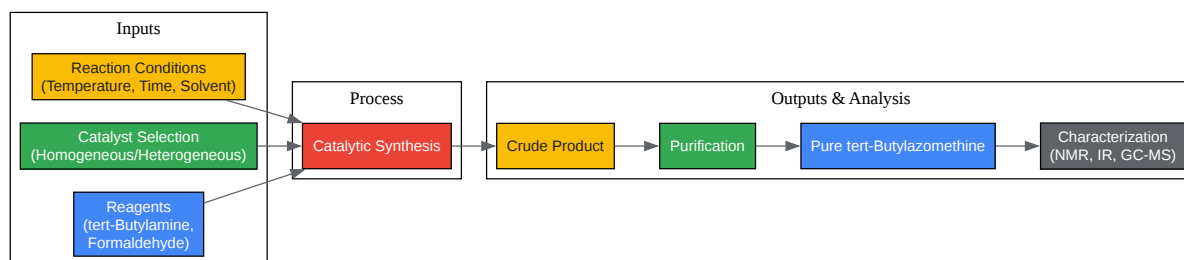 Inputs
Reaction Conditions
(Temperature, Time, Solvent)
Catalyst Selection
(Homogeneous/Heterogeneous)
Reagents
(tert-Butylamine,
Formaldehyde)
Process
Catalytic Synthesis
Outputs & Analysis
Crude Product
Purification
Pure tert-Butylazomethine
Characterization
(NMR, IR, GC-MS)